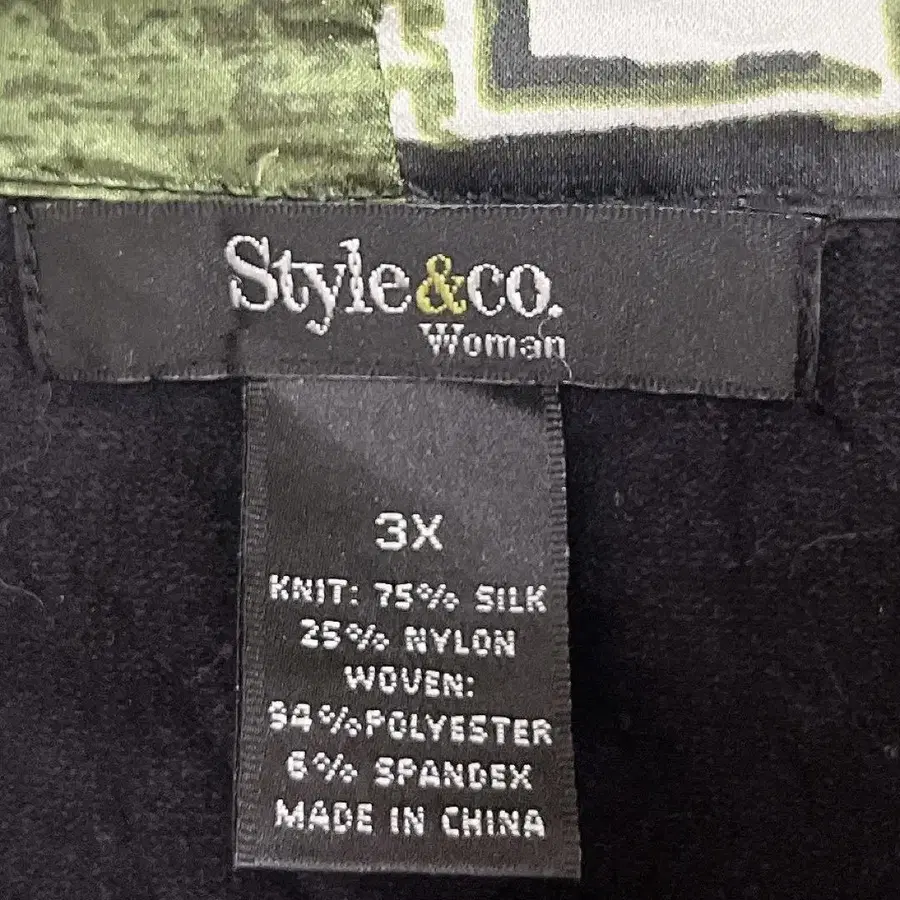 Style&co.
Woman
3X
KNIT: 75% SILK
25% NYLON
WOVEN:
94%POLYESTER
6% SPANDEX
MADE IN CHINA